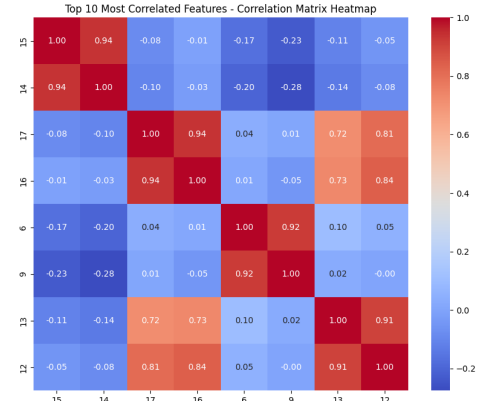 Top 10 Most Correlated Features - Correlation Matrix Heatmap
15 1.00 0.94 -0.08 -0.01 -0.17 -0.23 -0.11 -0.05
14 0.94 1.00 -0.10 -0.03 -0.20 -0.28 -0.14 -0.08
17 -0.08 -0.10 1.00 0.94 0.04 0.01 0.72 0.81
16 -0.01 -0.03 0.94 1.00 0.01 -0.05 0.73 0.84
6 -0.17 -0.20 0.04 0.01 1.00 0.92 0.10 0.05
9 -0.23 -0.28 0.01 -0.05 0.92 1.00 0.02 -0.00
13 -0.11 -0.14 0.72 0.73 0.10 0.02 1.00 0.91
12 -0.05 -0.08 0.81 0.84 0.05 -0.00 0.91 1.00
15 14 17 16 6 9 13 12
1.0
0.8
0.6
0.4
0.2
0.0
−0.2